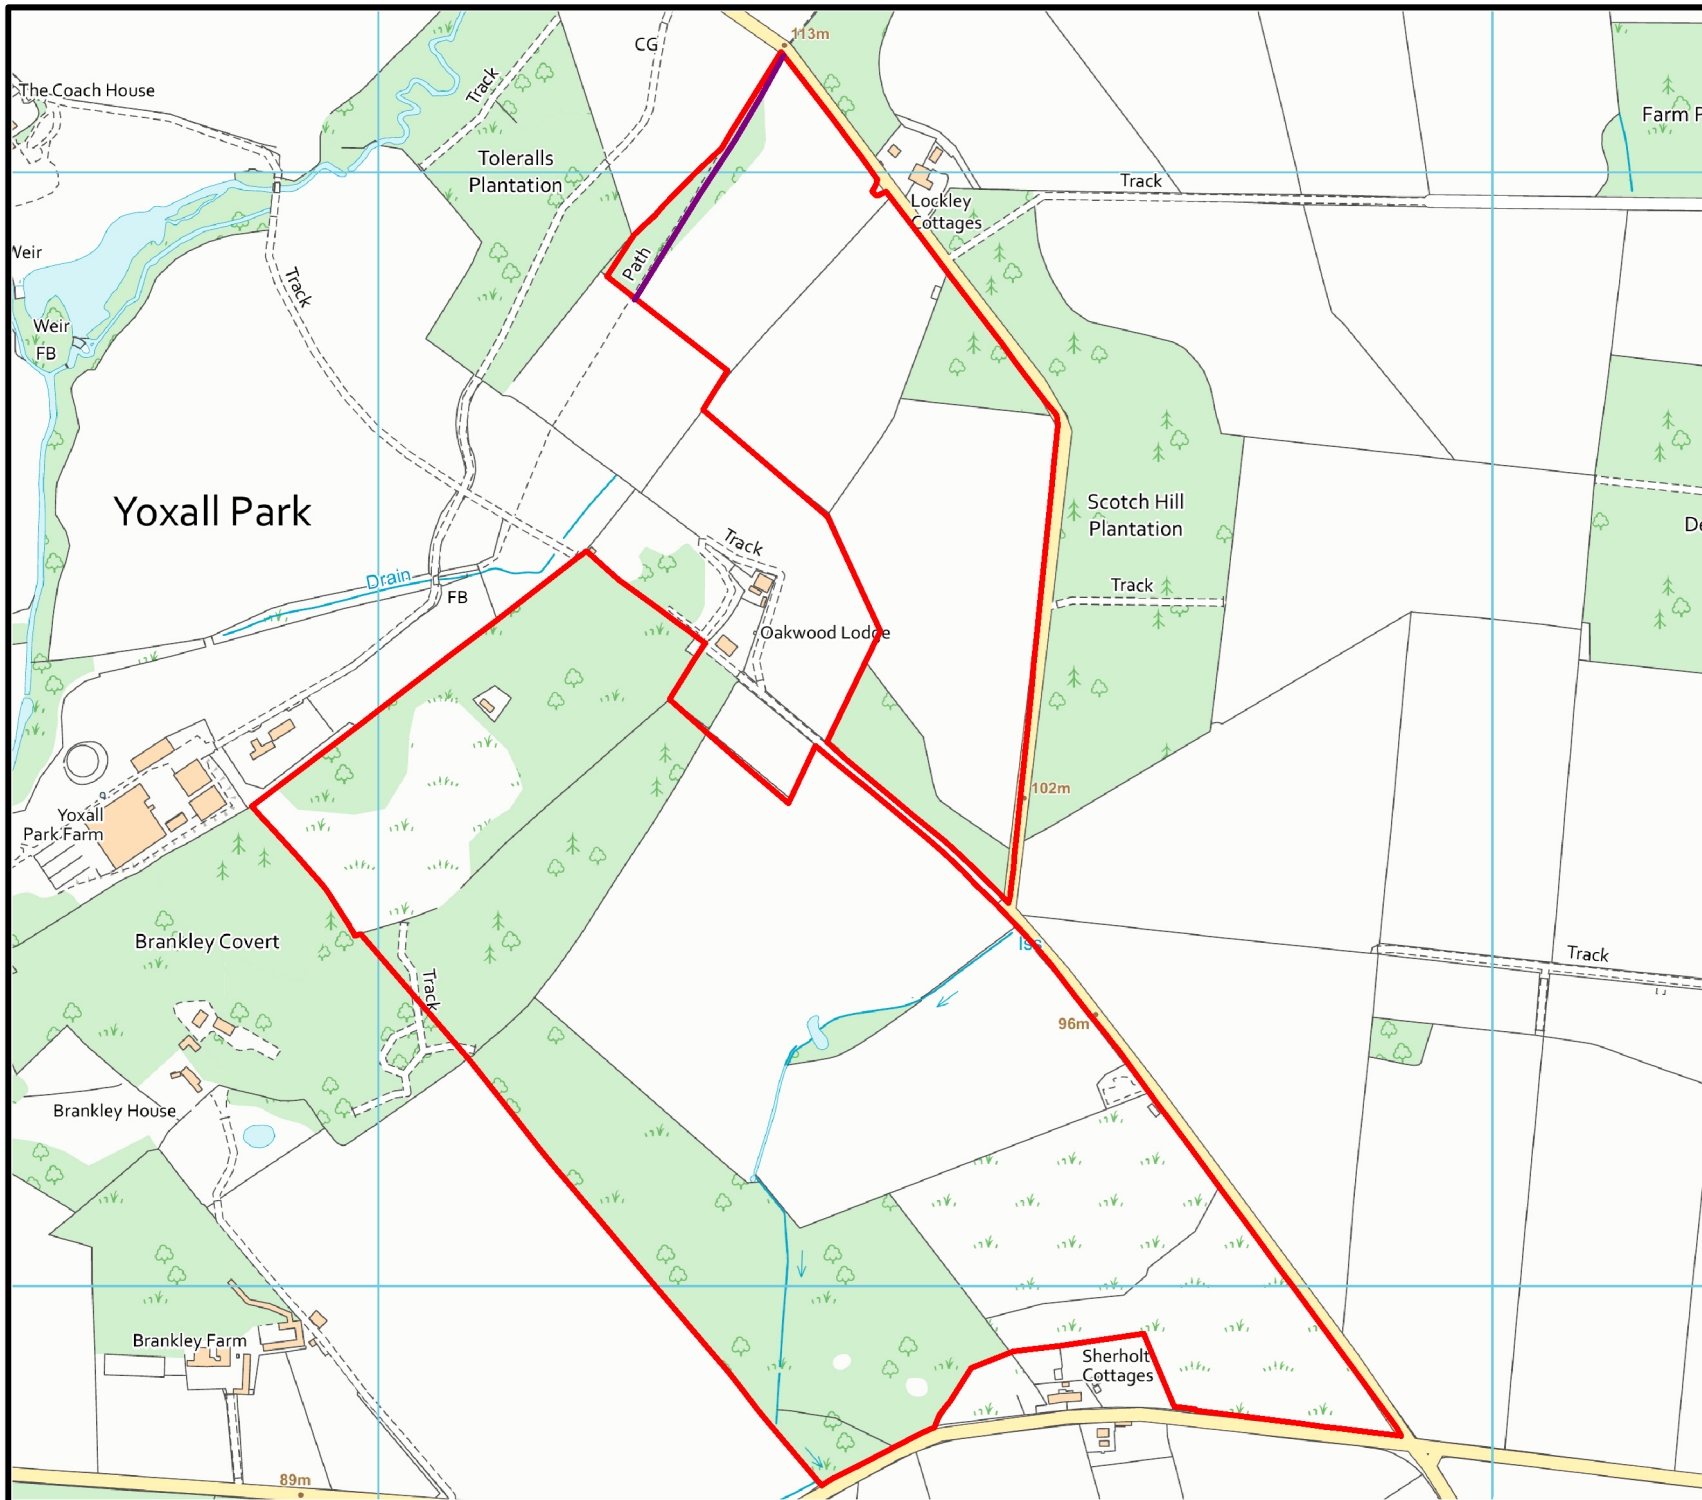 113m
CG
The Coach House
Track
Farm P
Toleralls
Plantation
Track
Lockley
Cottages
Path
Weir
Track
Weir
FB
Yoxall Park
Scotch Hill
Plantation
De
Track
Drain
FB
Track
Oakwood Lodge
102m
Yoxall
Park Farm
Brankley Covert
Iss
Track
Track
96m
Brankley House
Brankley Farm
Sherholt
Cottages
89m